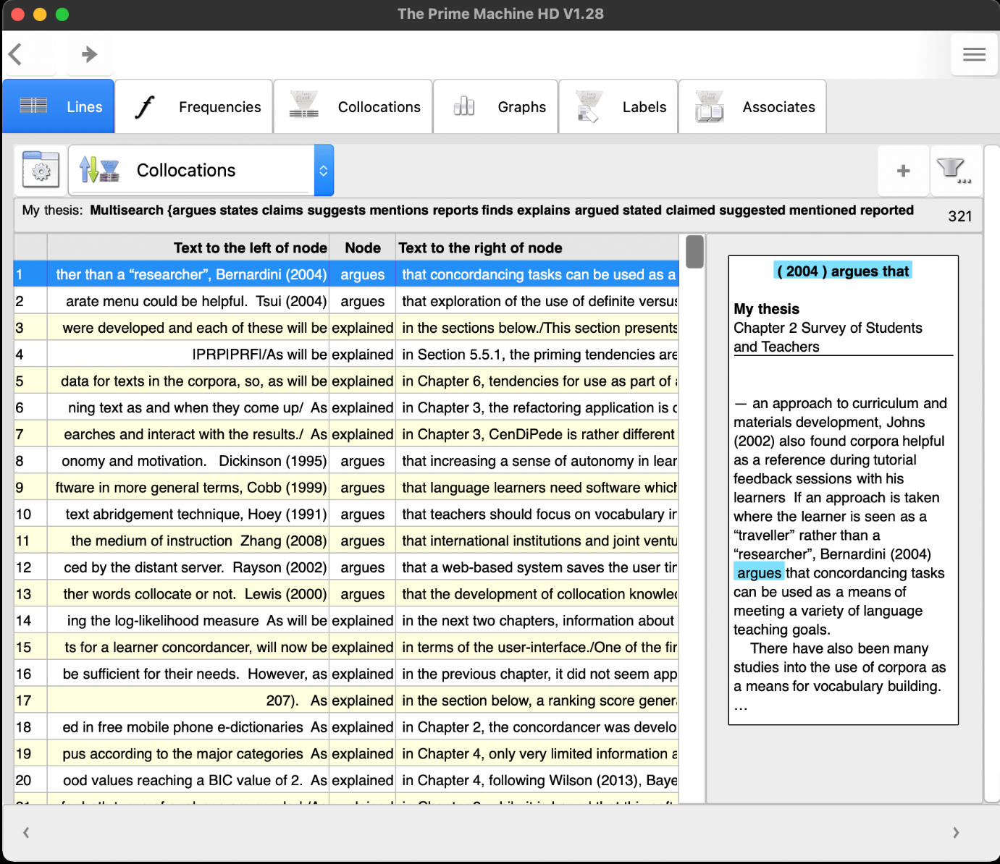 The Prime Machine HD V1.28
Lines Frequencies Collocations Graphs Labels Associates
Collocations
My thesis: Multisearch {argues states claims suggests mentions reports finds explains argued stated claimed suggested mentioned reported
321
Text to the left of node Node Text to the right of node
1 ther than a “researcher”, Bernardini (2004) argues that concordancing tasks can be used as a
2 arate menu could be helpful. Tsui (2004) argues that exploration of the use of definite versus
3 were developed and each of these will be explained in the sections below./This section presents
4 |PRP|PRF|/As will be explained in Section 5.5.1, the priming tendencies are
5 data for texts in the corpora, so, as will be explained in Chapter 6, tendencies for use as part of
6 ning text as and when they come up/ As explained in Chapter 3, the refactoring application is
7 earches and interact with the results./ As explained in Chapter 3, CenDiPede is rather different
8 onomy and motivation. Dickinson (1995) argues that increasing a sense of autonomy in lear
9 ftware in more general terms, Cobb (1999) argues that language learners need software which
10 text abridgement technique, Hoey (1991) argues that teachers should focus on vocabulary ir
11 the medium of instruction Zhang (2008) argues that international institutions and joint ventu
12 ced by the distant server. Rayson (2002) argues that a web-based system saves the user tir
13 ther words collocate or not. Lewis (2000) argues that the development of collocation knowlec
14 ing the log-likelihood measure As will be explained in the next two chapters, information about
15 ts for a learner concordancer, will now be explained in terms of the user-interface./One of the fir
16 be sufficient for their needs. However, as explained in the previous chapter, it did not seem app
17 207). As explained in the section below, a ranking score gener
18 ed in free mobile phone e-dictionaries As explained in Chapter 2, the concordancer was develo
19 pus according to the major categories As explained in Chapter 4, only very limited information a
20 ood values reaching a BIC value of 2. As explained in Chapter 4, following Wilson (2013), Baye
( 2004 ) argues that
My thesis
Chapter 2 Survey of Students
and Teachers
— an approach to curriculum and
materials development, Johns
(2002) also found corpora helpful
as a reference during tutorial
feedback sessions with his
learners If an approach is taken
where the learner is seen as a
“traveller” rather than a
“researcher”, Bernardini (2004)
argues that concordancing tasks
can be used as a means of
meeting a variety of language
teaching goals.
There have also been many
studies into the use of corpora as
a means for vocabulary building.
...